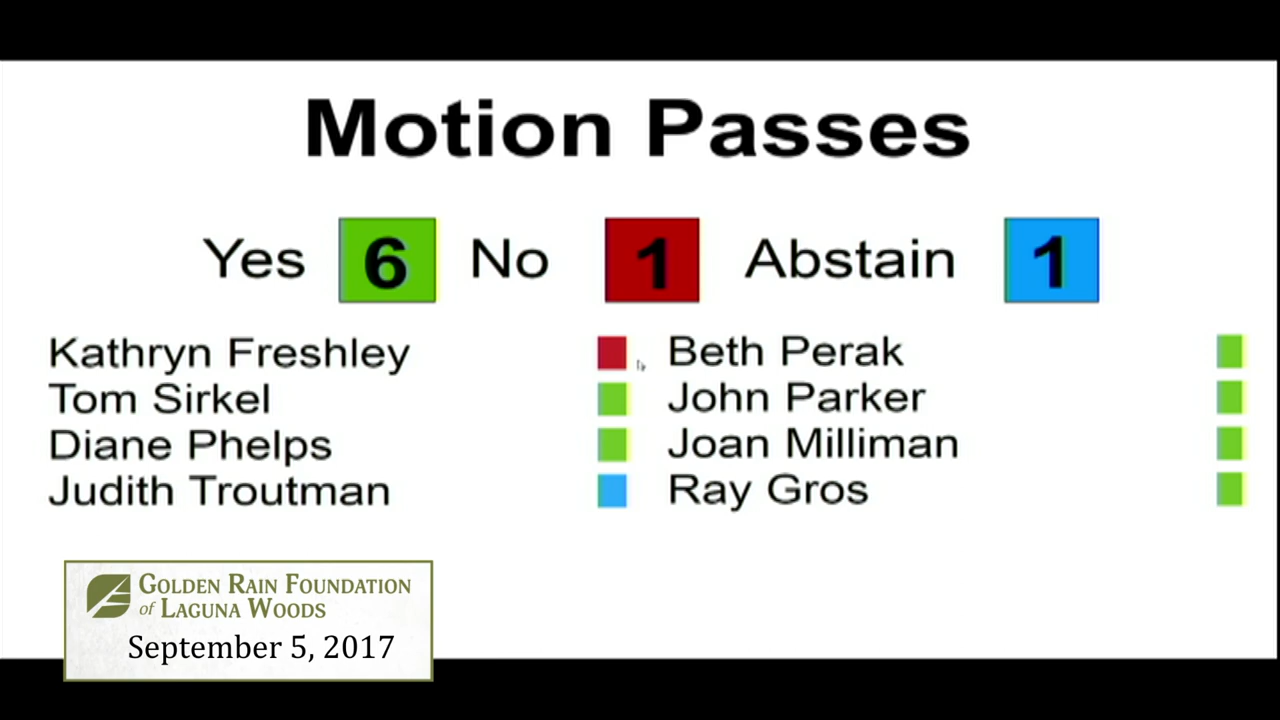 Motion Passes
Yes 6 No 1 Abstain 1
Kathryn Freshley
Tom Sirkel
Diane Phelps
Judith Troutman
Beth Perak
John Parker
Joan Milliman
Ray Gros
GOLDEN RAIN FOUNDATION
of LAGUNA WOODS
September 5, 2017